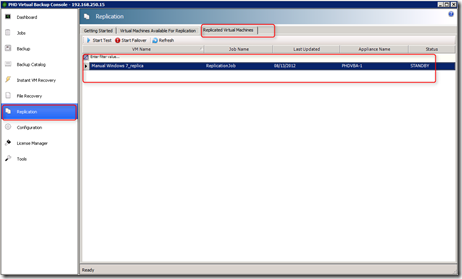 PHD Virtual Backup Console - 192.168.250.15
Dashboard
Jobs
Backup
Backup Catalog
Instant VM Recovery
File Recovery
Replication
Configuration
License Manager
Tools
Replication
Getting Started Virtual Machines Available For Replication Replicated Virtual Machines
Start Test Start Failover Refresh
VM Name Job Name Last Updated Appliance Name Status
Enter filter value...
Manual Windows 7_replica ReplicationJob 06/12/2012 PHDVBA-1 STANDBY
Ready